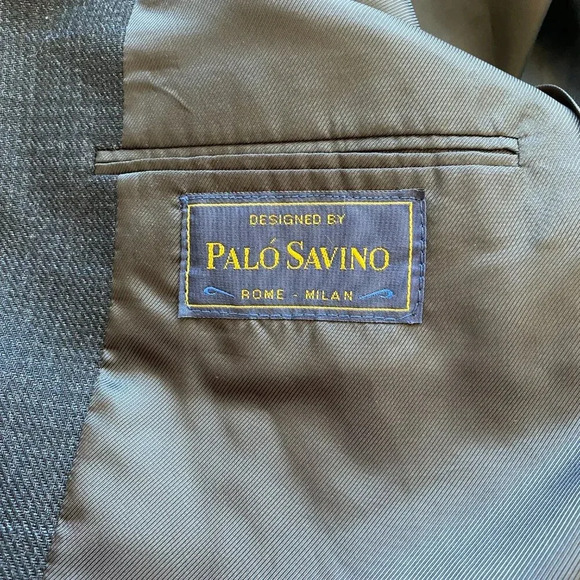 DESIGNED BY
PALÓ SAVINO
ROME - MILAN